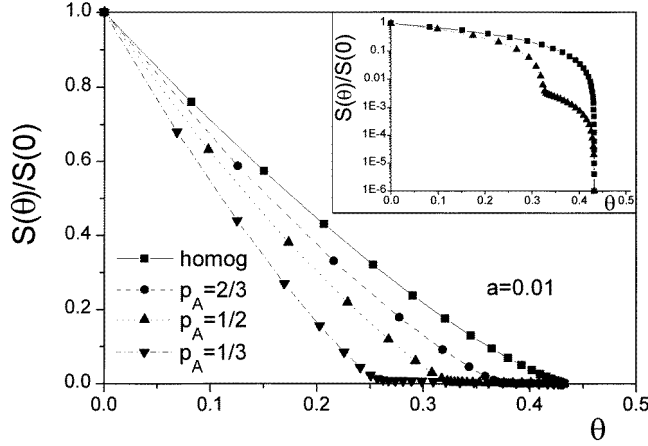 S(θ)/S(0)
1.0
0.8
0.6
0.4
0.2
0.0
0.0 0.1 0.2 0.3 0.4 0.5
θ
homog
p_A=2/3
p_A=1/2
p_A=1/3
a=0.01
S(θ)/S(0)
1
0.1
0.01
1E-3
1E-4
1E-5
1E-6
0.0 0.1 0.2 0.3 0.4 0.5
θ